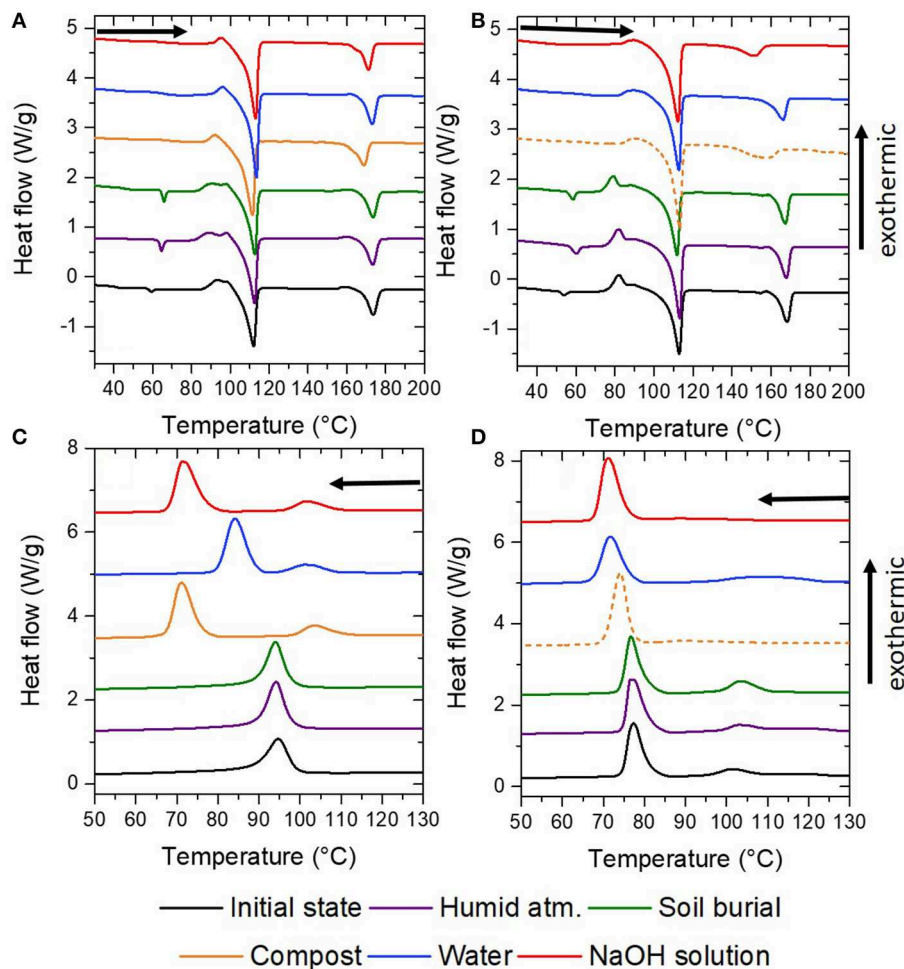 A
B
5
4
3
2
1
0
-1
Heat flow (W/g)
40 60 80 100 120 140 160 180 200
Temperature (°C)
5
4
3
2
1
0
-1
Heat flow (W/g)
40 60 80 100 120 140 160 180 200
Temperature (°C)
exothermic
C
D
8
6
4
2
0
Heat flow (W/g)
50 60 70 80 90 100 110 120 130
Temperature (°C)
8
6
4
2
0
Heat flow (W/g)
50 60 70 80 90 100 110 120 130
Temperature (°C)
exothermic
Initial state Humid atm. Soil burial
Compost Water NaOH solution